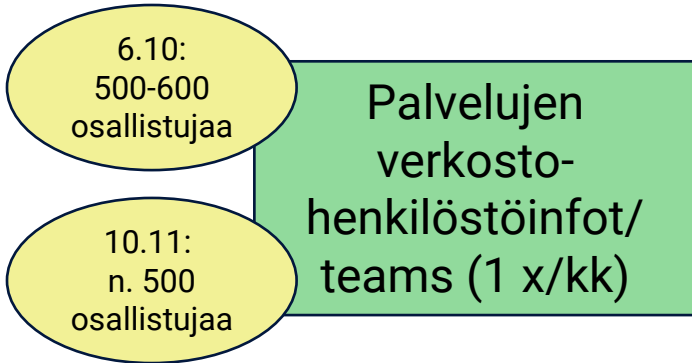 6.10:
500-600
osallistujaa
Palvelujen
verkosto-
henkilöstöinfot/
teams (1 x/kk)
10.11:
n. 500
osallistujaa